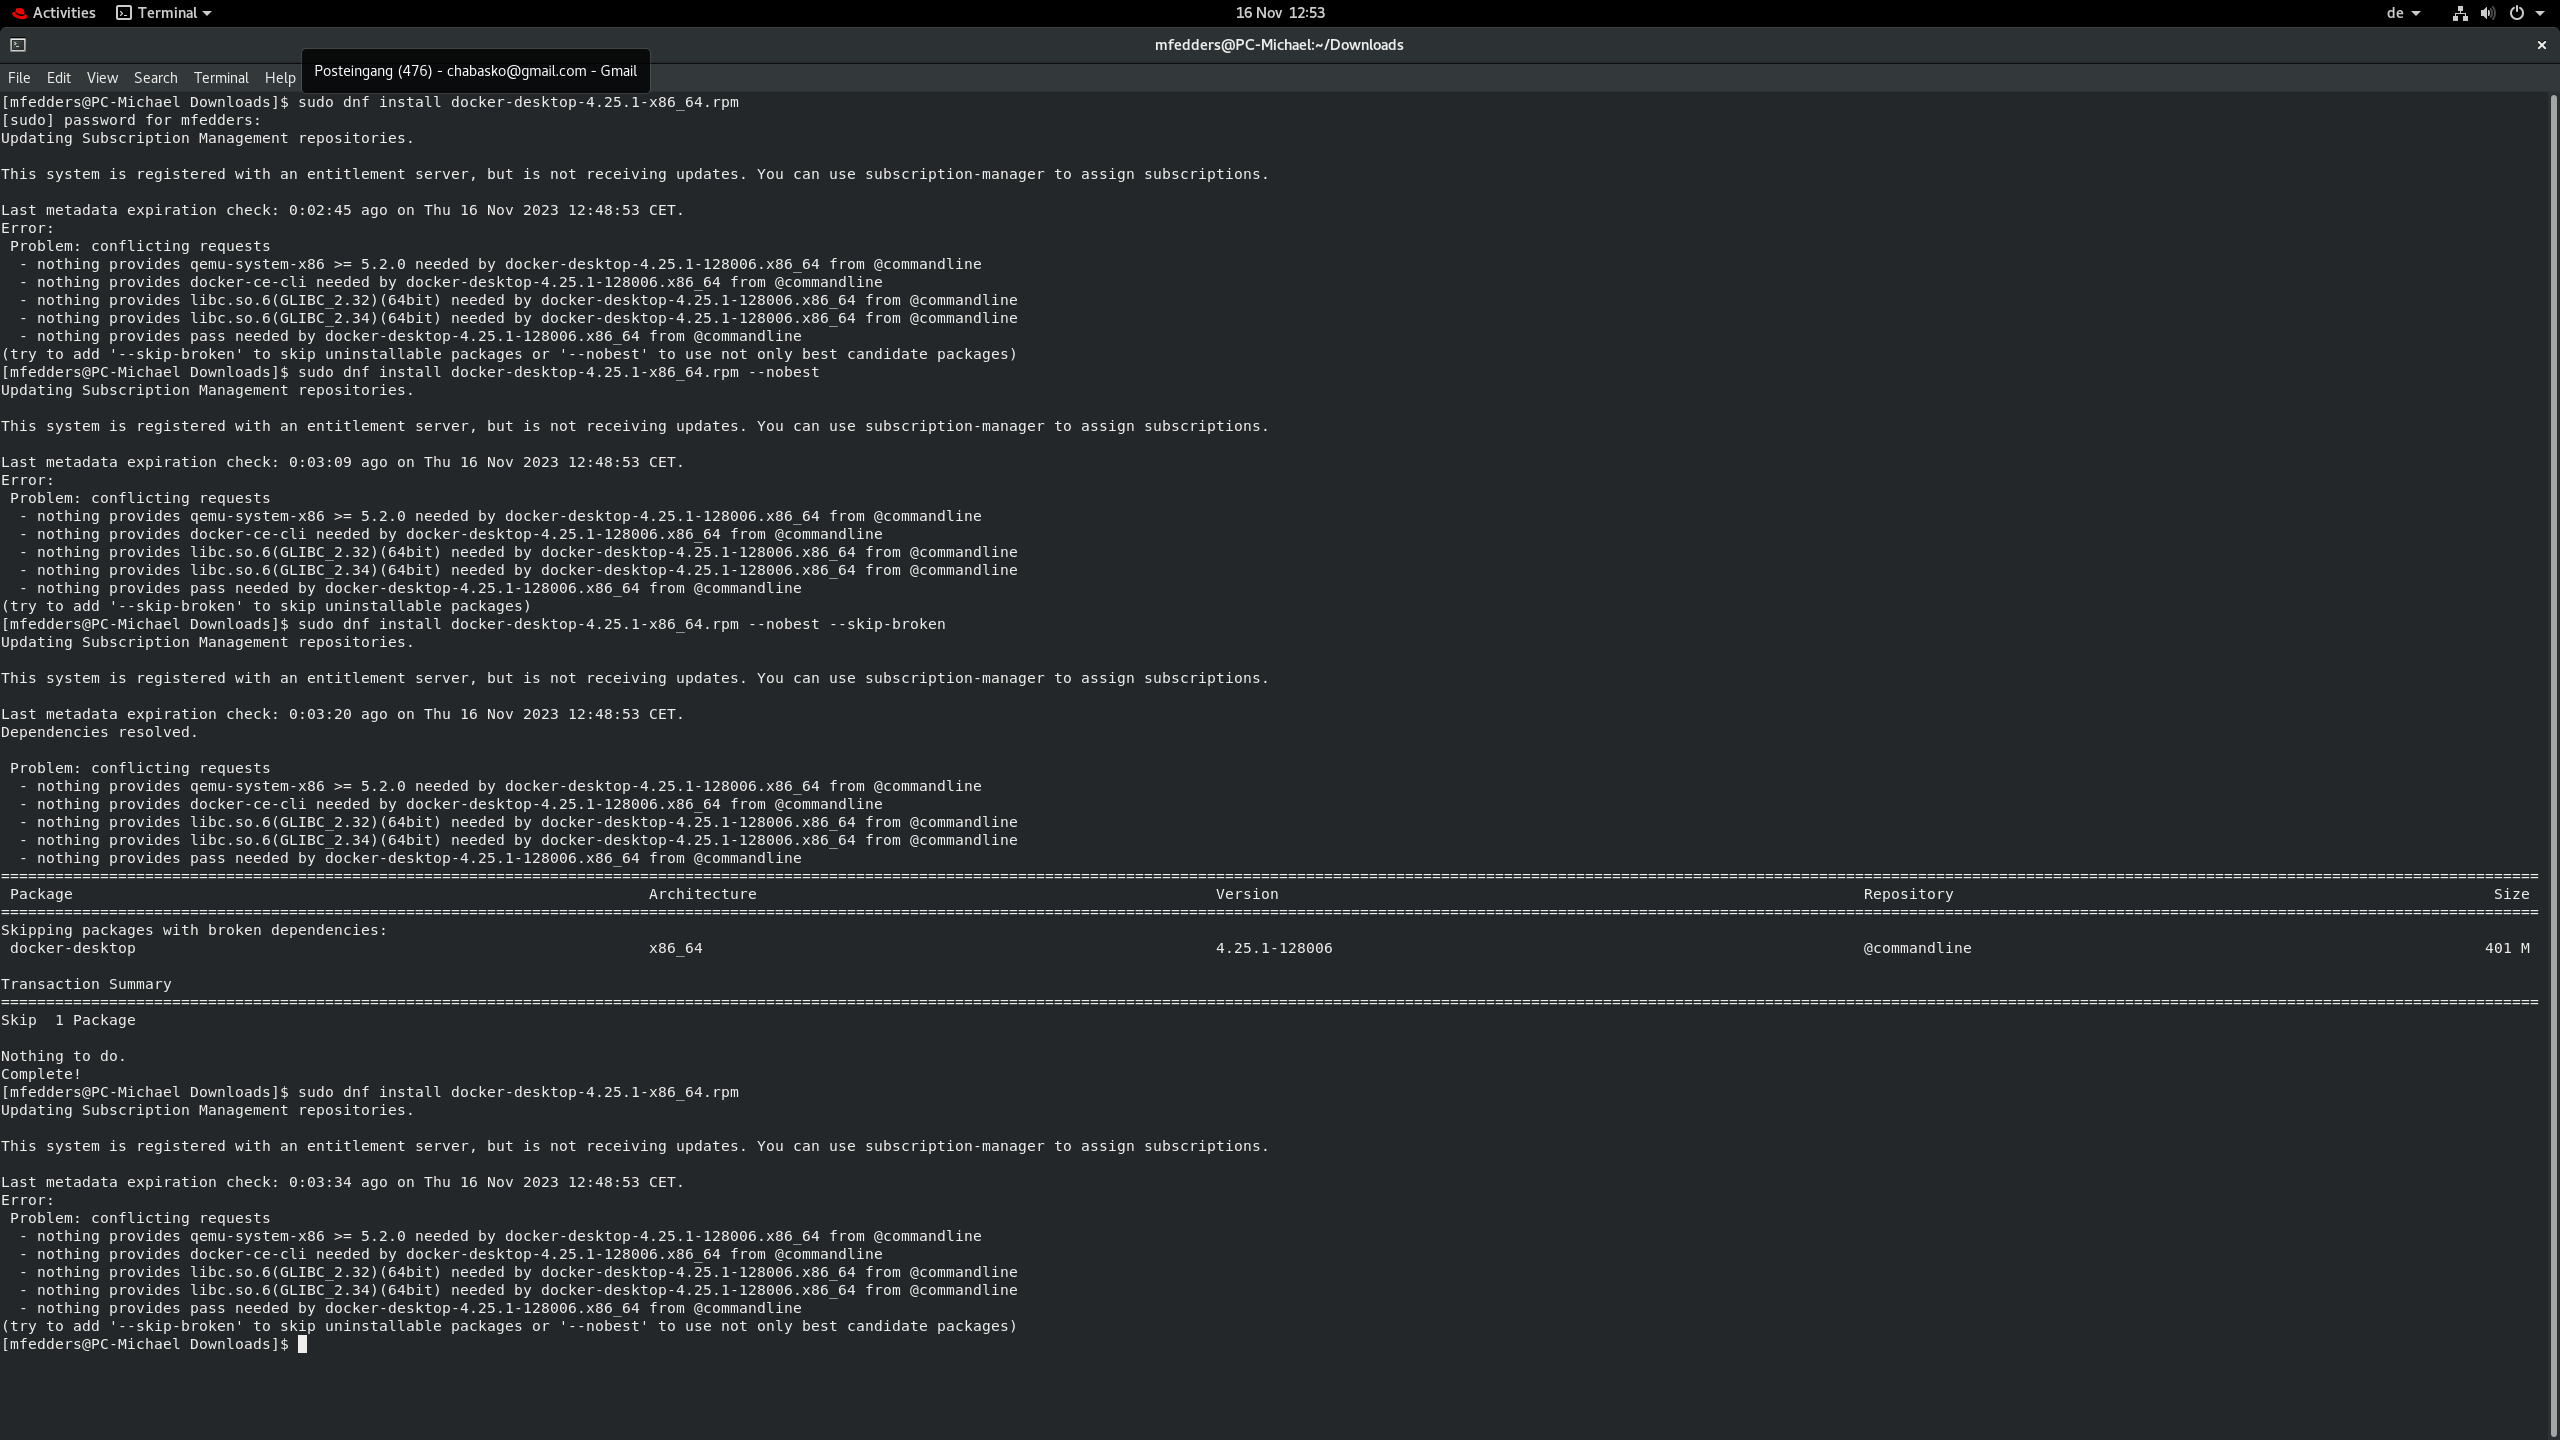 Activities Terminal 16 Nov 12:53 de
mfedders@PC-Michael:~/Downloads
File Edit View Search Terminal Help
Posteingang (476) - chabasko@gmail.com - Gmail
[mfedders@PC-Michael Downloads]$ sudo dnf install docker-desktop-4.25.1-x86_64.rpm
[sudo] password for mfedders:
Updating Subscription Management repositories.
This system is registered with an entitlement server, but is not receiving updates. You can use subscription-manager to assign subscriptions.
Last metadata expiration check: 0:02:45 ago on Thu 16 Nov 2023 12:48:53 CET.
Error:
Problem: conflicting requests
- nothing provides qemu-system-x86 >= 5.2.0 needed by docker-desktop-4.25.1-128006.x86_64 from @commandline
- nothing provides docker-ce-cli needed by docker-desktop-4.25.1-128006.x86_64 from @commandline
- nothing provides libc.so.6(GLIBC_2.32)(64bit) needed by docker-desktop-4.25.1-128006.x86_64 from @commandline
- nothing provides libc.so.6(GLIBC_2.34)(64bit) needed by docker-desktop-4.25.1-128006.x86_64 from @commandline
- nothing provides pass needed by docker-desktop-4.25.1-128006.x86_64 from @commandline
(try to add '--skip-broken' to skip uninstallable packages or '--nobest' to use not only best candidate packages)
[mfedders@PC-Michael Downloads]$ sudo dnf install docker-desktop-4.25.1-x86_64.rpm --nobest
Updating Subscription Management repositories.
This system is registered with an entitlement server, but is not receiving updates. You can use subscription-manager to assign subscriptions.
Last metadata expiration check: 0:03:09 ago on Thu 16 Nov 2023 12:48:53 CET.
Error:
Problem: conflicting requests
- nothing provides qemu-system-x86 >= 5.2.0 needed by docker-desktop-4.25.1-128006.x86_64 from @commandline
- nothing provides docker-ce-cli needed by docker-desktop-4.25.1-128006.x86_64 from @commandline
- nothing provides libc.so.6(GLIBC_2.32)(64bit) needed by docker-desktop-4.25.1-128006.x86_64 from @commandline
- nothing provides libc.so.6(GLIBC_2.34)(64bit) needed by docker-desktop-4.25.1-128006.x86_64 from @commandline
- nothing provides pass needed by docker-desktop-4.25.1-128006.x86_64 from @commandline
(try to add '--skip-broken' to skip uninstallable packages)
[mfedders@PC-Michael Downloads]$ sudo dnf install docker-desktop-4.25.1-x86_64.rpm --nobest --skip-broken
Updating Subscription Management repositories.
This system is registered with an entitlement server, but is not receiving updates. You can use subscription-manager to assign subscriptions.
Last metadata expiration check: 0:03:20 ago on Thu 16 Nov 2023 12:48:53 CET.
Dependencies resolved.
Problem: conflicting requests
- nothing provides qemu-system-x86 >= 5.2.0 needed by docker-desktop-4.25.1-128006.x86_64 from @commandline
- nothing provides docker-ce-cli needed by docker-desktop-4.25.1-128006.x86_64 from @commandline
- nothing provides libc.so.6(GLIBC_2.32)(64bit) needed by docker-desktop-4.25.1-128006.x86_64 from @commandline
- nothing provides libc.so.6(GLIBC_2.34)(64bit) needed by docker-desktop-4.25.1-128006.x86_64 from @commandline
- nothing provides pass needed by docker-desktop-4.25.1-128006.x86_64 from @commandline
Package Architecture Version Repository Size
Skipping packages with broken dependencies:
docker-desktop x86_64 4.25.1-128006 @commandline 401 M
Transaction Summary
Skip 1 Package
Nothing to do.
Complete!
[mfedders@PC-Michael Downloads]$ sudo dnf install docker-desktop-4.25.1-x86_64.rpm
Updating Subscription Management repositories.
This system is registered with an entitlement server, but is not receiving updates. You can use subscription-manager to assign subscriptions.
Last metadata expiration check: 0:03:34 ago on Thu 16 Nov 2023 12:48:53 CET.
Error:
Problem: conflicting requests
- nothing provides qemu-system-x86 >= 5.2.0 needed by docker-desktop-4.25.1-128006.x86_64 from @commandline
- nothing provides docker-ce-cli needed by docker-desktop-4.25.1-128006.x86_64 from @commandline
- nothing provides libc.so.6(GLIBC_2.32)(64bit) needed by docker-desktop-4.25.1-128006.x86_64 from @commandline
- nothing provides libc.so.6(GLIBC_2.34)(64bit) needed by docker-desktop-4.25.1-128006.x86_64 from @commandline
- nothing provides pass needed by docker-desktop-4.25.1-128006.x86_64 from @commandline
(try to add '--skip-broken' to skip uninstallable packages or '--nobest' to use not only best candidate packages)
[mfedders@PC-Michael Downloads]$